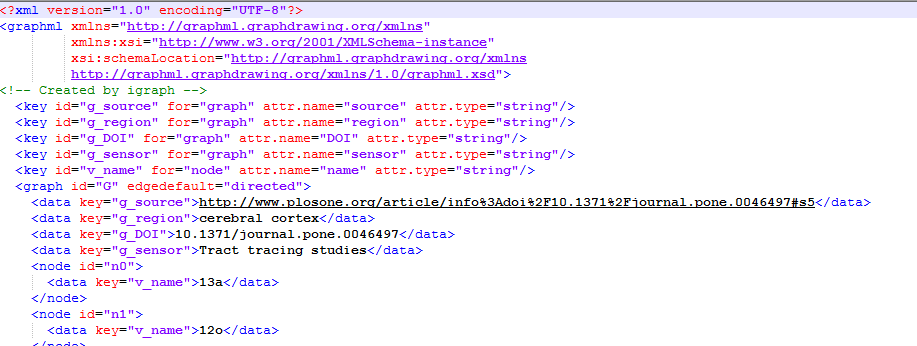 <?xml version="1.0" encoding="UTF-8"?>
<graphml xmlns="http://graphml.graphdrawing.org/xmlns"
         xmlns:xsi="http://www.w3.org/2001/XMLSchema-instance"
         xsi:schemaLocation="http://graphml.graphdrawing.org/xmlns
         http://graphml.graphdrawing.org/xmlns/1.0/graphml.xsd">
<!-- Created by igraph -->
  <key id="g_source" for="graph" attr.name="source" attr.type="string"/>
  <key id="g_region" for="graph" attr.name="region" attr.type="string"/>
  <key id="g_DOI" for="graph" attr.name="DOI" attr.type="string"/>
  <key id="g_sensor" for="graph" attr.name="sensor" attr.type="string"/>
  <key id="v_name" for="node" attr.name="name" attr.type="string"/>
  <graph id="G" edgedefault="directed">
    <data key="g_source">http://www.plosone.org/article/info%3Adoi%2F10.1371%2Fjournal.pone.0046497#s5</data>
    <data key="g_region">cerebral cortex</data>
    <data key="g_DOI">10.1371/journal.pone.0046497</data>
    <data key="g_sensor">Tract tracing studies</data>
    <node id="n0">
      <data key="v_name">13a</data>
    </node>
    <node id="n1">
      <data key="v_name">12o</data>
    </node>